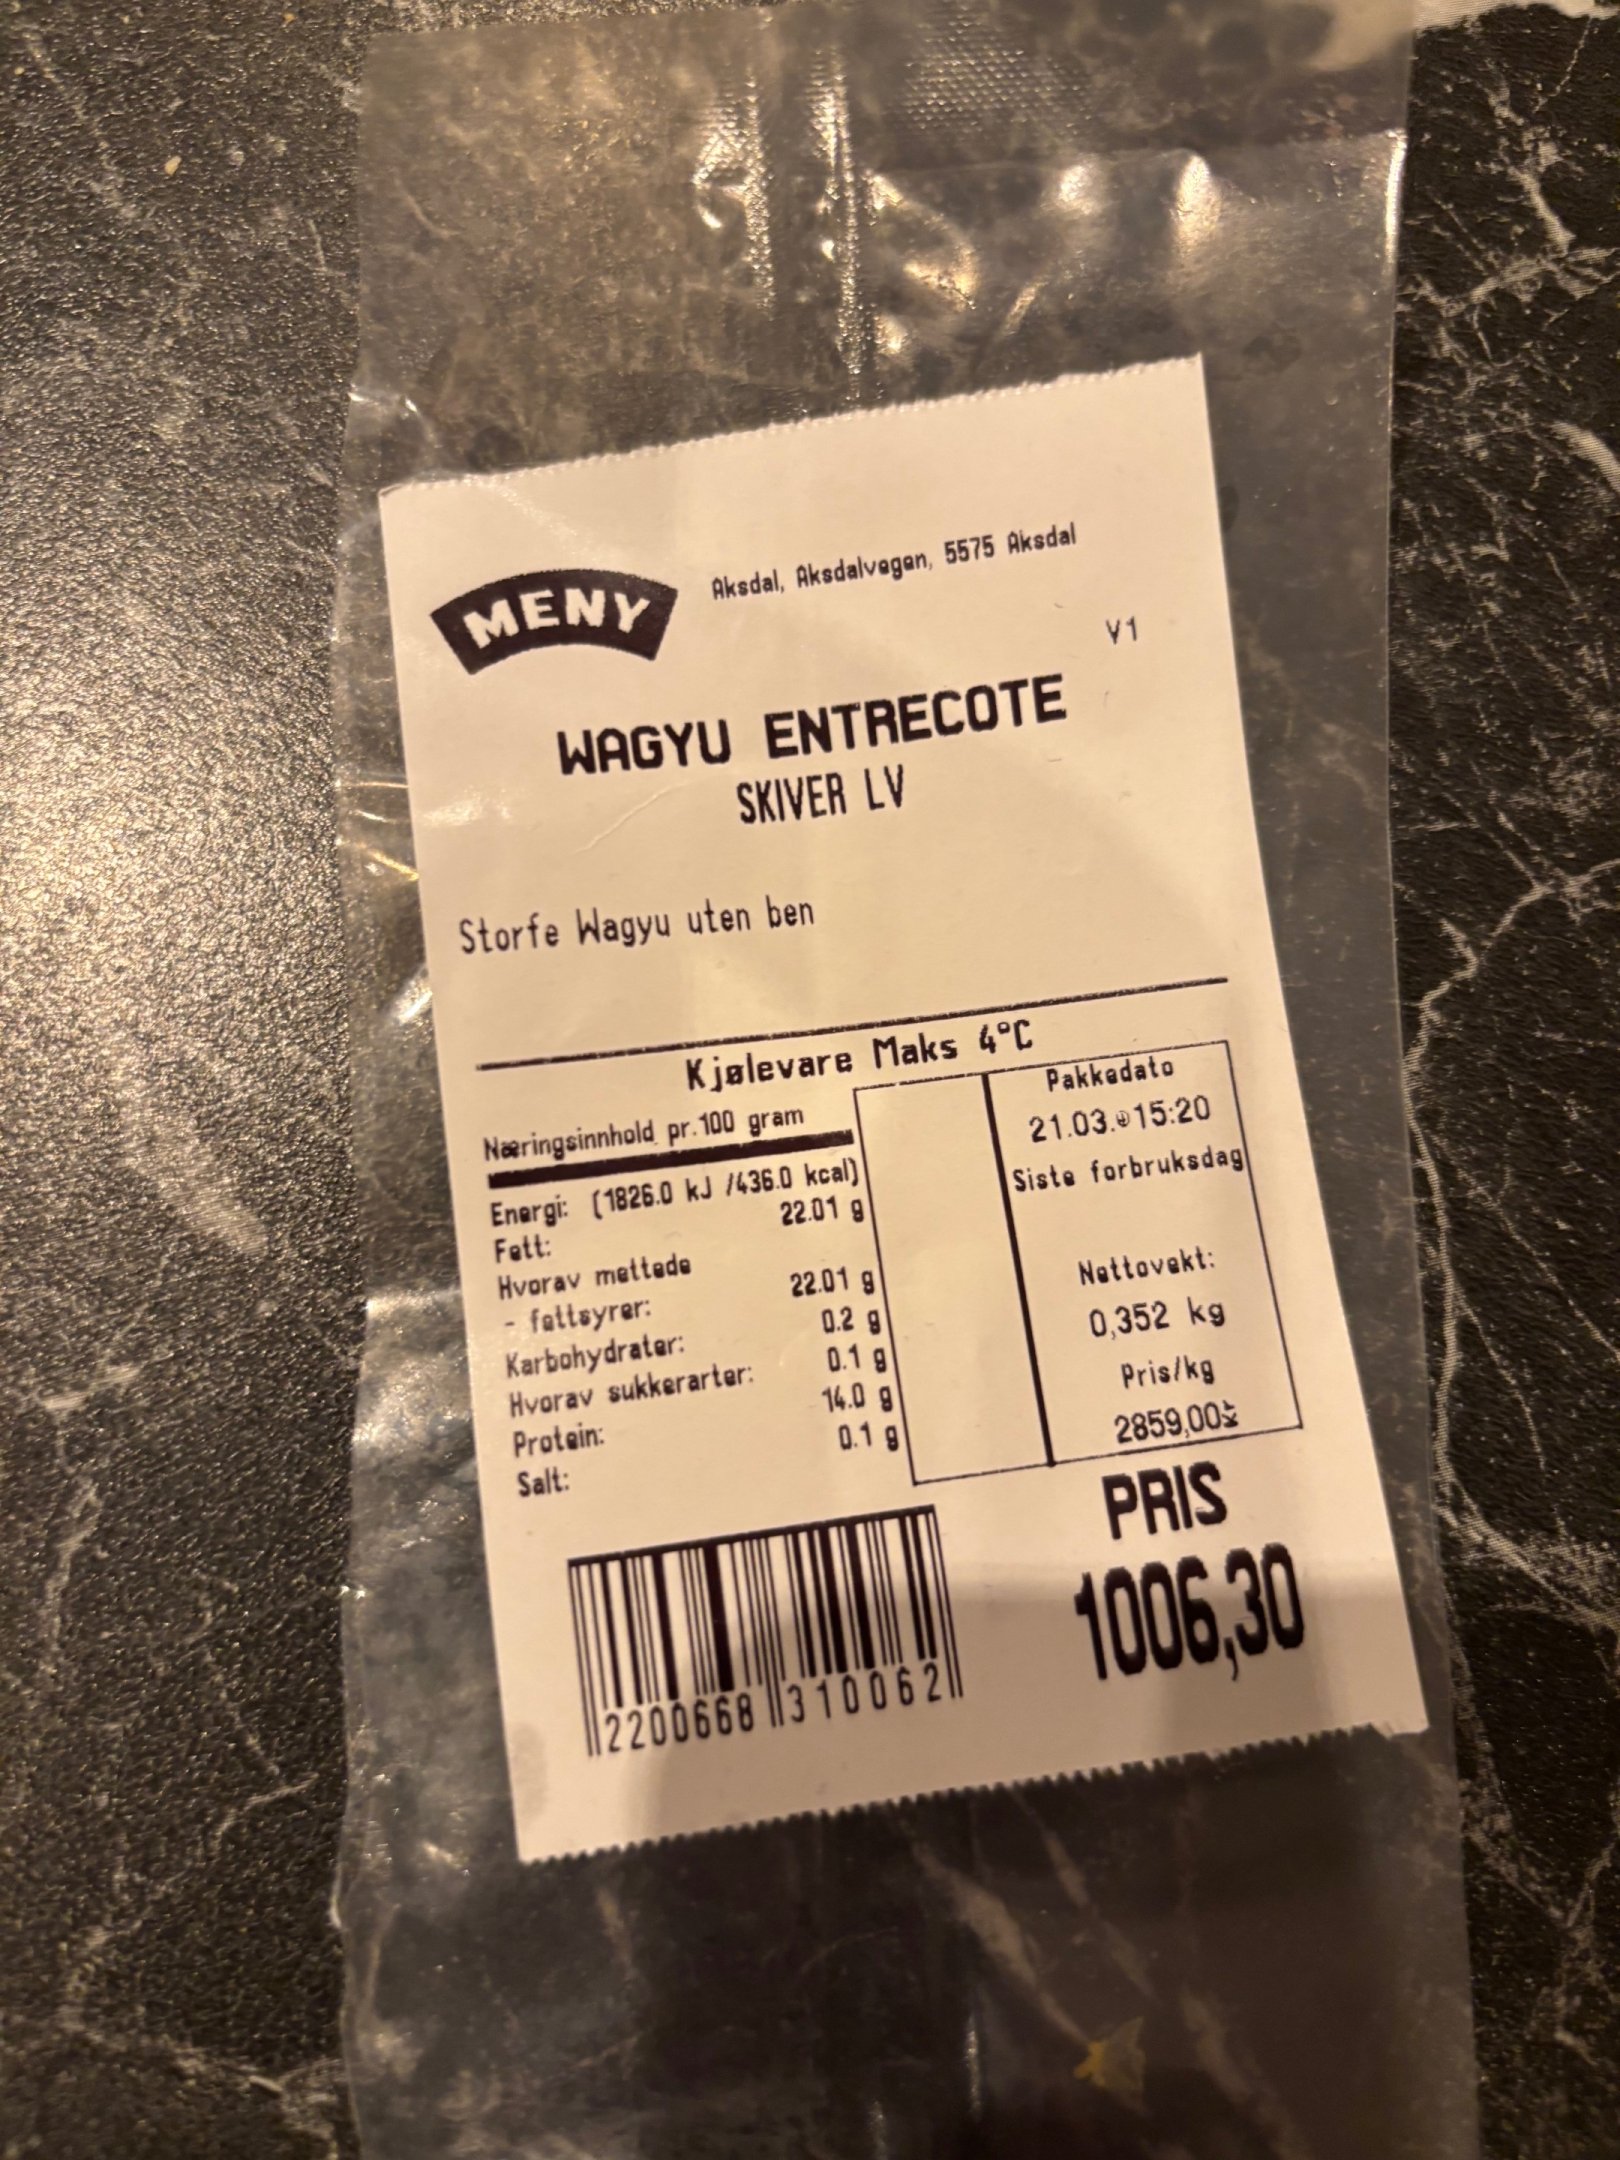 MENY
Aksdal, Aksdalvegen, 5575 Aksdal
V1
WAGYU ENTRECOTE
SKIVER LV
Storfe Wagyu uten ben
Kjølevare Maks 4°C
Næringsinnhold pr.100 gram
Energi: (1826.0 kJ /436.0 kcal)
Fett: 22.01 g
Hvorav mettede
- fettsyrer: 22.01 g
Karbohydrater: 0.2 g
Hvorav sukkerarter: 0.1 g
Protein: 14.0 g
Salt: 0.1 g
Pakkedato
21.03. 15:20
Siste forbruksdag
Nettovekt:
0,352 kg
Pris/kg
2859,00kr
PRIS
1006,30
2200668 310062